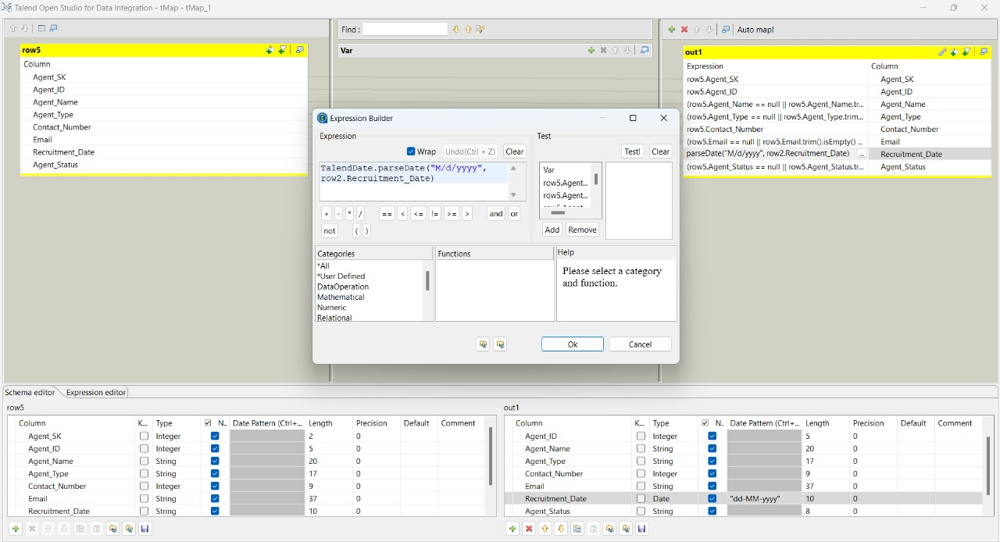 Talend Open Studio for Data Integration - tMap - tMap_1
Find :
Auto map!
row5
Column
Agent_SK
Agent_ID
Agent_Name
Agent_Type
Contact_Number
Email
Recruitment_Date
Agent_Status
Var
out1
Expression Column
row5.Agent_SK Agent_SK
row5.Agent_ID Agent_ID
(row5.Agent_Name == null || row5.Agent_Name.tr... Agent_Name
(row5.Agent_Type == null || row5.Agent_Type.trim... Agent_Type
row5.Contact_Number Contact_Number
(row5.Email == null || row5.Email.trim().isEmpty() ... Email
parseDate("M/d/yyyy", row2.Recruitment_Date) ... Recruitment_Date
(row5.Agent_Status == null || row5.Agent_Status.tr... Agent_Status
Expression Builder
Expression
Wrap Undo(Ctrl + Z) Clear
TalendDate.parseDate("M/d/yyyy",
row2.Recruitment_Date)
+ - * / == < <= != >= > and or
not ( )
Test
Test! Clear
Var
row5.Agent...
row5.Agent...
row5.Agent
Add Remove
Categories
*All
*User Defined
DataOperation
Mathematical
Numeric
Relational
Functions
Help
Please select a category
and function.
Ok Cancel
Schema editor Expression editor
row5
Column K... Type N.. Date Pattern (Ctrl+... Length Precision Default Comment
Agent_SK Integer 2 0
Agent_ID Integer 5 0
Agent_Name String 20 0
Agent_Type String 17 0
Contact_Number Integer 9 0
Email String 37 0
Recruitment_Date String 10 0
out1
Column K... Type N.. Date Pattern (Ctrl+... Length Precision Default Comment
Agent_ID Integer 5 0
Agent_Name String 20 0
Agent_Type String 17 0
Contact_Number Integer 9 0
Email String 37 0
Recruitment_Date Date "dd-MM-yyyy" 10 0
Agent_Status String 8 0